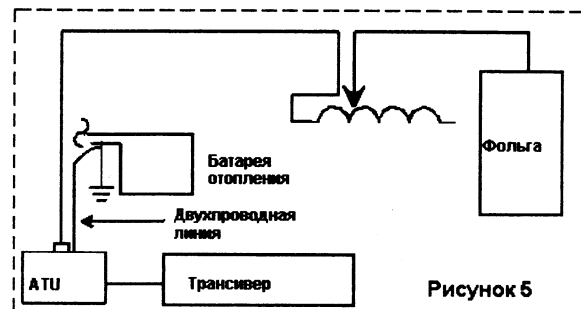 Фольга
Батарея
отопления
Двухпроводная
линия
ATU
Трансивер
Рисунок 5